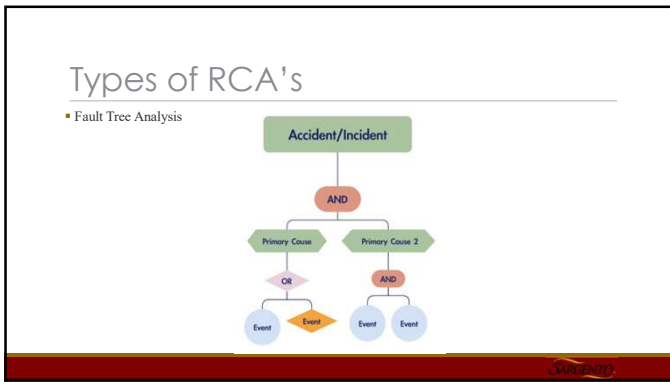 Types of RCA's
▪ Fault Tree Analysis
Accident/Incident
AND
Primary Cause
Primary Cause 2
OR
AND
Event
Event
Event
Event
SARGENTO